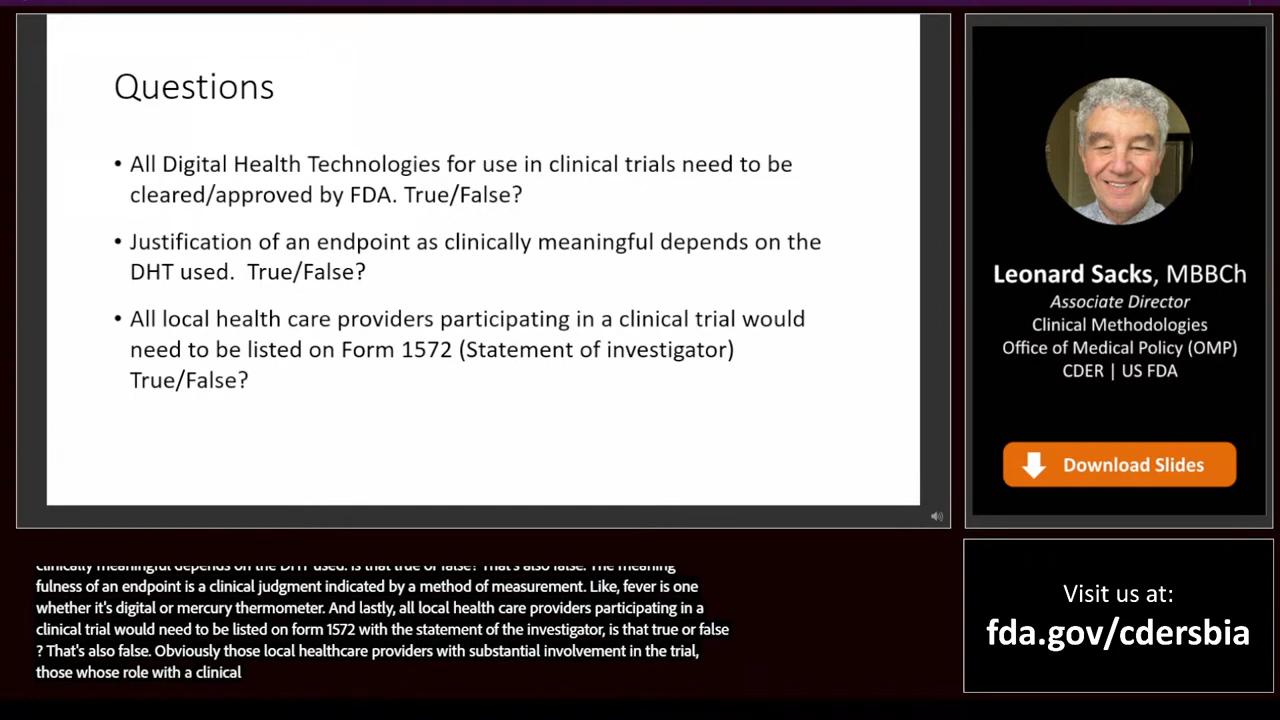 Questions
• All Digital Health Technologies for use in clinical trials need to be
cleared/approved by FDA. True/False?
• Justification of an endpoint as clinically meaningful depends on the
DHT used.  True/False?
• All local health care providers participating in a clinical trial would
need to be listed on Form 1572 (Statement of investigator)
True/False?
Leonard Sacks, MBBCh
Associate Director
Clinical Methodologies
Office of Medical Policy (OMP)
CDER | US FDA
Download Slides
clinically meaningful depends on the DHT used. Is that true or false? That's also false. The meaning
fulness of an endpoint is a clinical judgment indicated by a method of measurement. Like, fever is one
whether it's digital or mercury thermometer. And lastly, all local health care providers participating in a
clinical trial would need to be listed on form 1572 with the statement of the investigator, is that true or false
? That's also false. Obviously those local healthcare providers with substantial involvement in the trial,
those whose role with a clinical
Visit us at:
fda.gov/cdersbia